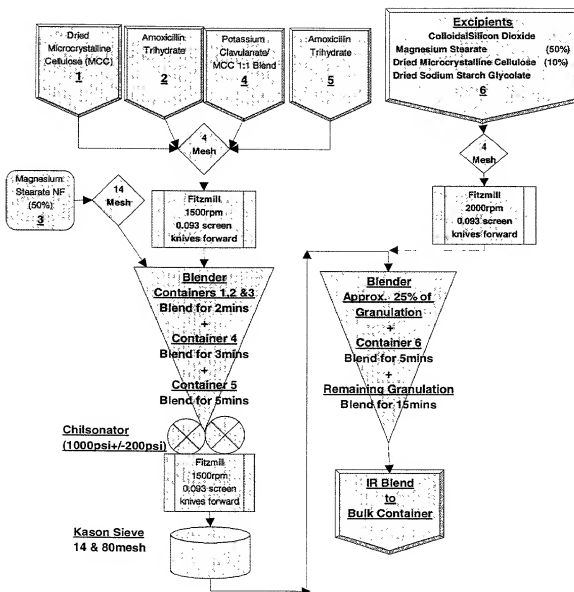 Dried
Microcrystalline
Cellulose (MCC)
1
Amoxicillin
Trihydrate
2
Potassium
Clavulanate/
MCC 1:1 Blend
4
Amoxicillin
Trihydrate
5
Excipients
ColloidalSilicon Dioxide
Magnesium Stearate (50%)
Dried Microcrystalline Cellulose (10%)
Dried Sodium Starch Glycolate
6
4
Mesh
4
Mesh
Magnesium
Stearate NF
(50%)
3
14
Mesh
Fitzmill
1500rpm
0.093 screen
knives forward
Fitzmill
2000rpm
0.093 screen
knives forward
Blender
Containers 1,2 &3
Blend for 2mins
+
Container 4
Blend for 3mins
+
Container 5
Blend for 5mins
Blender
Approx. 25% of
Granulation
+
Container 6
Blend for 5mins
+
Remaining Granulation
Blend for 15mins
Chilsonator
(1000psi+/-200psi)
Fitzmill
1500rpm
0.093 screen
knives forward
IR Blend
to
Bulk Container
Kason Sieve
14 & 80mesh